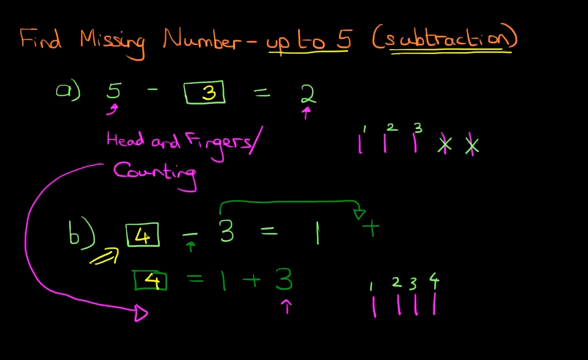 Find Missing Number - up to 5 (subtraction)
a) 5 - 3 = 2
Head and Fingers/
Counting
1 2 3
b) 4 - 3 = 1 +
4 = 1 + 3
1 2 3 4